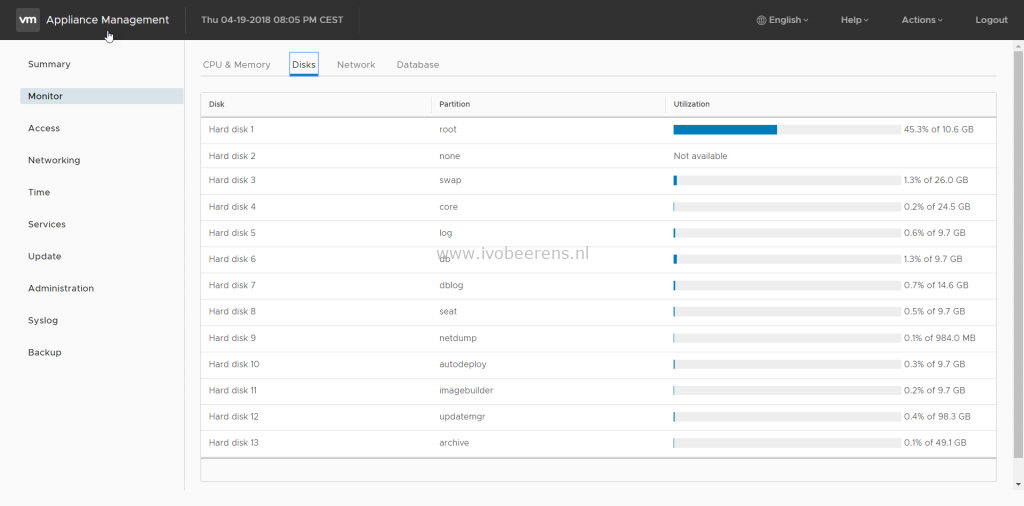 vm Appliance Management Thu 04-19-2018 08:05 PM CEST English Help Actions Logout
Summary
Monitor
Access
Networking
Time
Services
Update
Administration
Syslog
Backup
CPU & Memory Disks Network Database
Disk Partition Utilization
Hard disk 1 root 45.3% of 10.6 GB
Hard disk 2 none Not available
Hard disk 3 swap 1.3% of 26.0 GB
Hard disk 4 core 0.2% of 24.5 GB
Hard disk 5 log 0.6% of 9.7 GB
www.ivobeerens.nl
Hard disk 6 db 1.3% of 9.7 GB
Hard disk 7 dblog 0.7% of 14.6 GB
Hard disk 8 seat 0.5% of 9.7 GB
Hard disk 9 netdump 0.1% of 984.0 MB
Hard disk 10 autodeploy 0.3% of 9.7 GB
Hard disk 11 imagebuilder 0.2% of 9.7 GB
Hard disk 12 updatemgr 0.4% of 98.3 GB
Hard disk 13 archive 0.1% of 49.1 GB